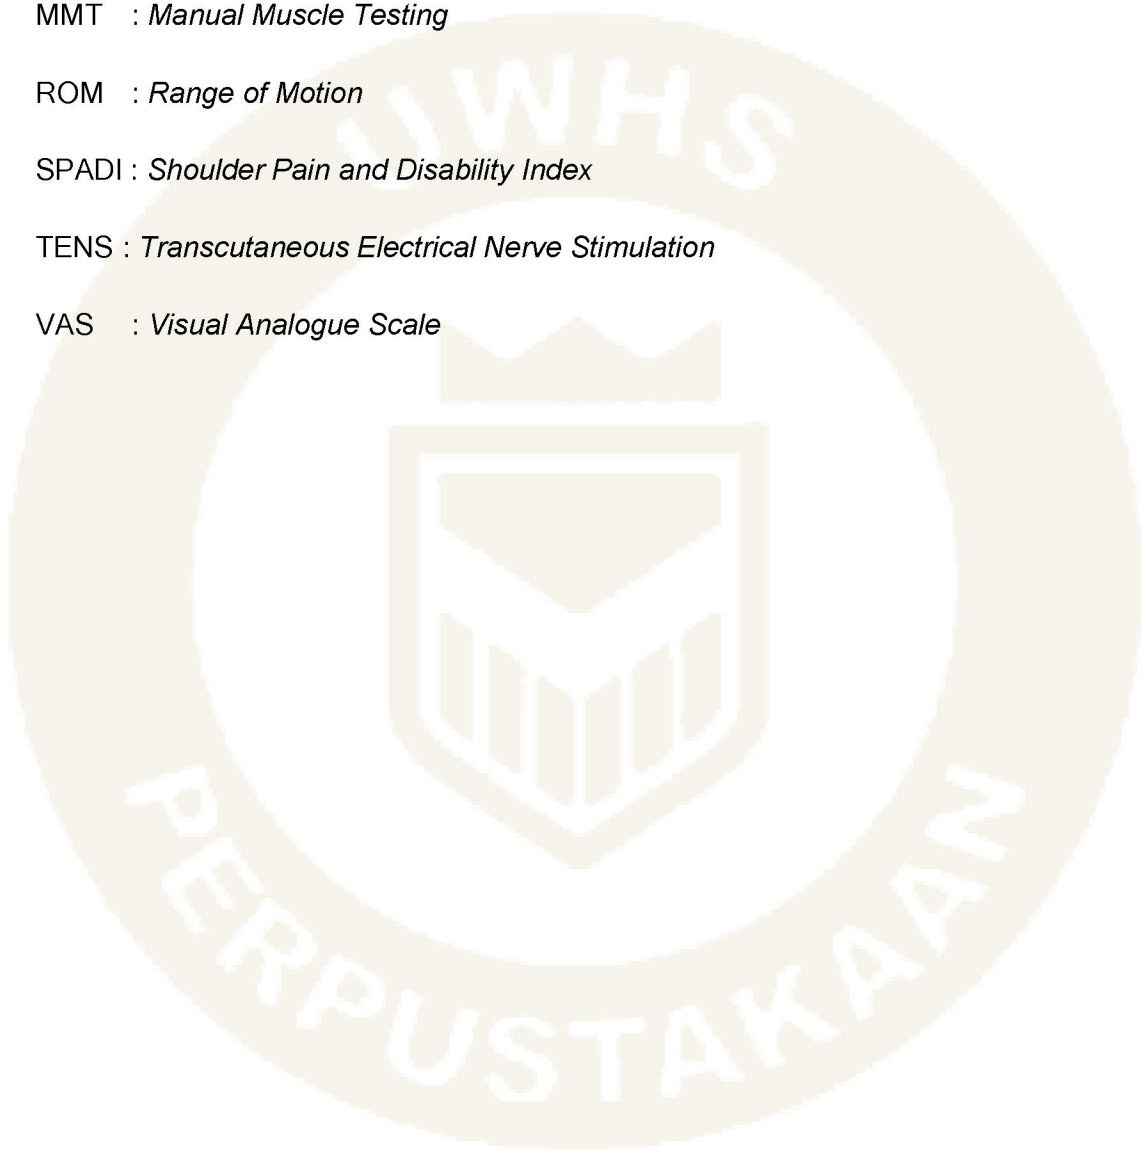 MMT : Manual Muscle Testing
ROM : Range of Motion
SPADI : Shoulder Pain and Disability Index
TENS : Transcutaneous Electrical Nerve Stimulation
VAS : Visual Analogue Scale
UWHS
PERPUSTAKAAN